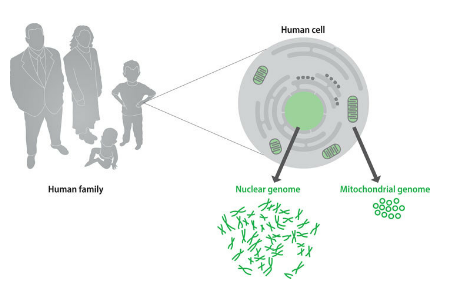 Human cell
Human family
Nuclear genome
Mitochondrial genome